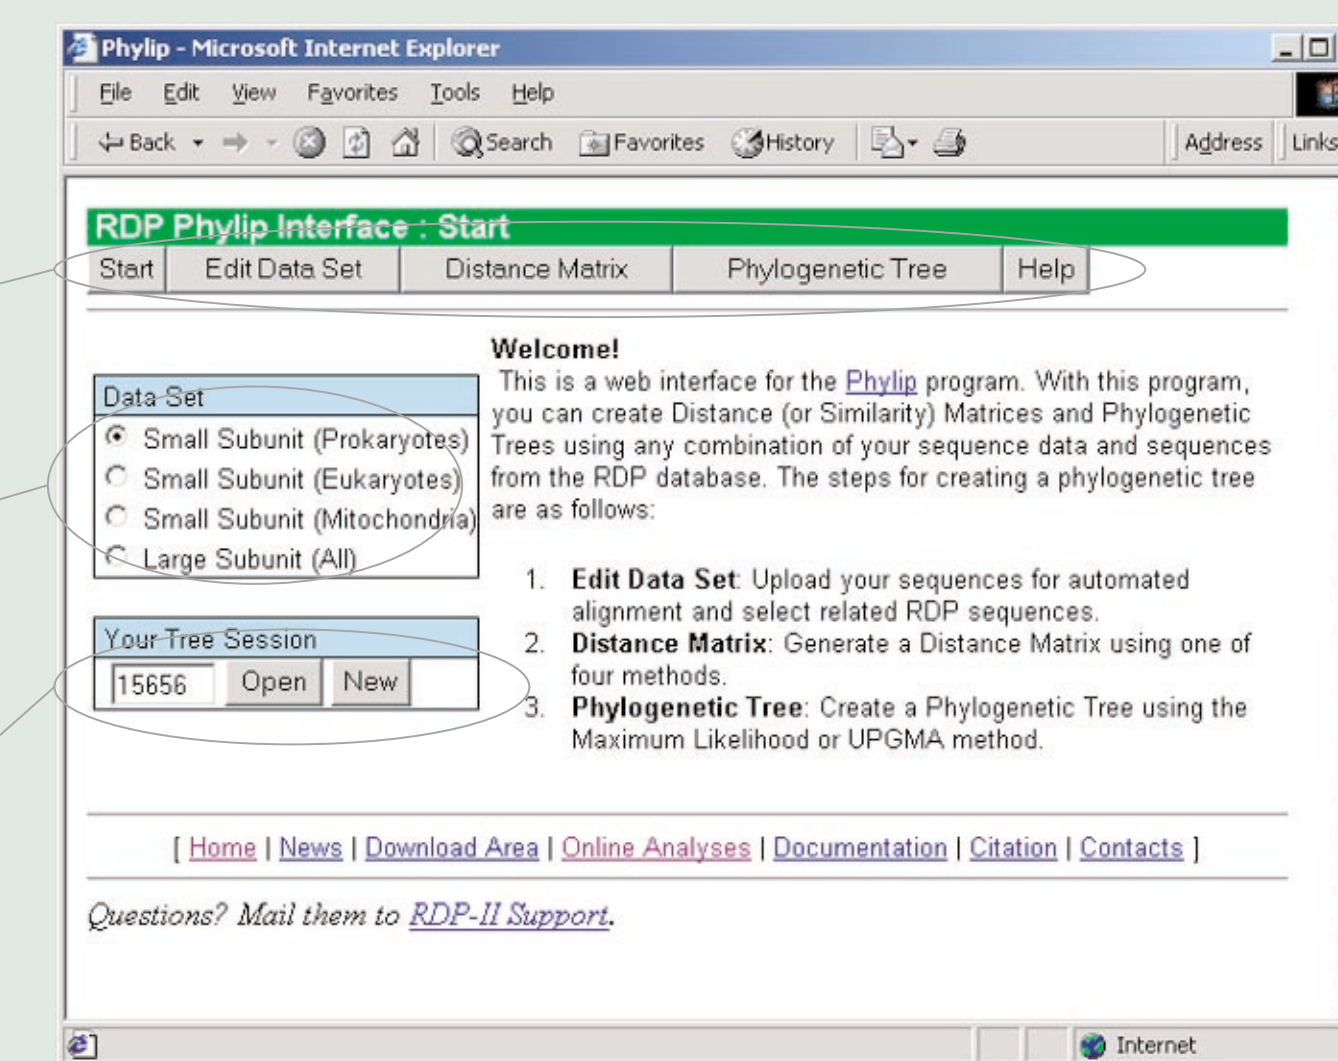 Phylip - Microsoft Internet Explorer
File Edit View Favorites Tools Help
Back Search Favorites History Address Links
RDP Phylip Interface : Start
Start Edit Data Set Distance Matrix Phylogenetic Tree Help
Welcome!
This is a web interface for the Phylip program. With this program,
you can create Distance (or Similarity) Matrices and Phylogenetic
Trees using any combination of your sequence data and sequences
from the RDP database. The steps for creating a phylogenetic tree
are as follows:
Data Set
Small Subunit (Prokaryotes)
Small Subunit (Eukaryotes)
Small Subunit (Mitochondria)
Large Subunit (All)
1. Edit Data Set: Upload your sequences for automated
alignment and select related RDP sequences.
2. Distance Matrix: Generate a Distance Matrix using one of
four methods.
3. Phylogenetic Tree: Create a Phylogenetic Tree using the
Maximum Likelihood or UPGMA method.
Your Tree Session
15656 Open New
[ Home | News | Download Area | Online Analyses | Documentation | Citation | Contacts ]
Questions? Mail them to RDP-II Support.
Internet